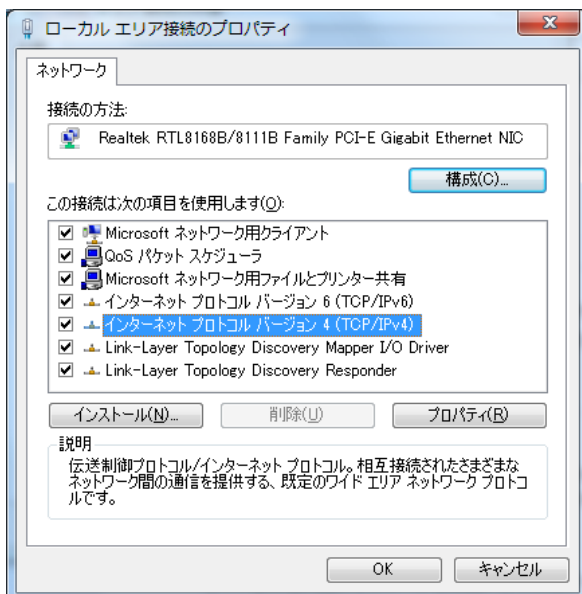 ローカル エリア接続のプロパティ
ネットワーク
接続の方法:
Realtek RTL8168B/8111B Family PCI-E Gigabit Ethernet NIC
構成(C)...
この接続は次の項目を使用します(O):
Microsoft ネットワーク用クライアント
QoS パケット スケジューラ
Microsoft ネットワーク用ファイルとプリンター共有
インターネット プロトコル バージョン 6 (TCP/IPv6)
インターネット プロトコル バージョン 4 (TCP/IPv4)
Link-Layer Topology Discovery Mapper I/O Driver
Link-Layer Topology Discovery Responder
インストール(N)... 削除(U) プロパティ(R)
説明
伝送制御プロトコル/インターネット プロトコル。相互接続されたさまざまな
ネットワーク間の通信を提供する、既定のワイド エリア ネットワーク プロトコ
ルです。
OK キャンセル